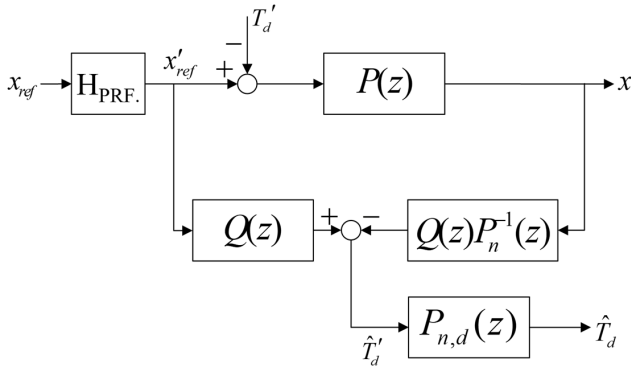 T_d′
−
x_ref
H_PRF.
x′_ref
+
P(z)
x
Q(z)
+
−
Q(z)P_n^{-1}(z)
P_{n,d}(z)
T̂_d′
T̂_d